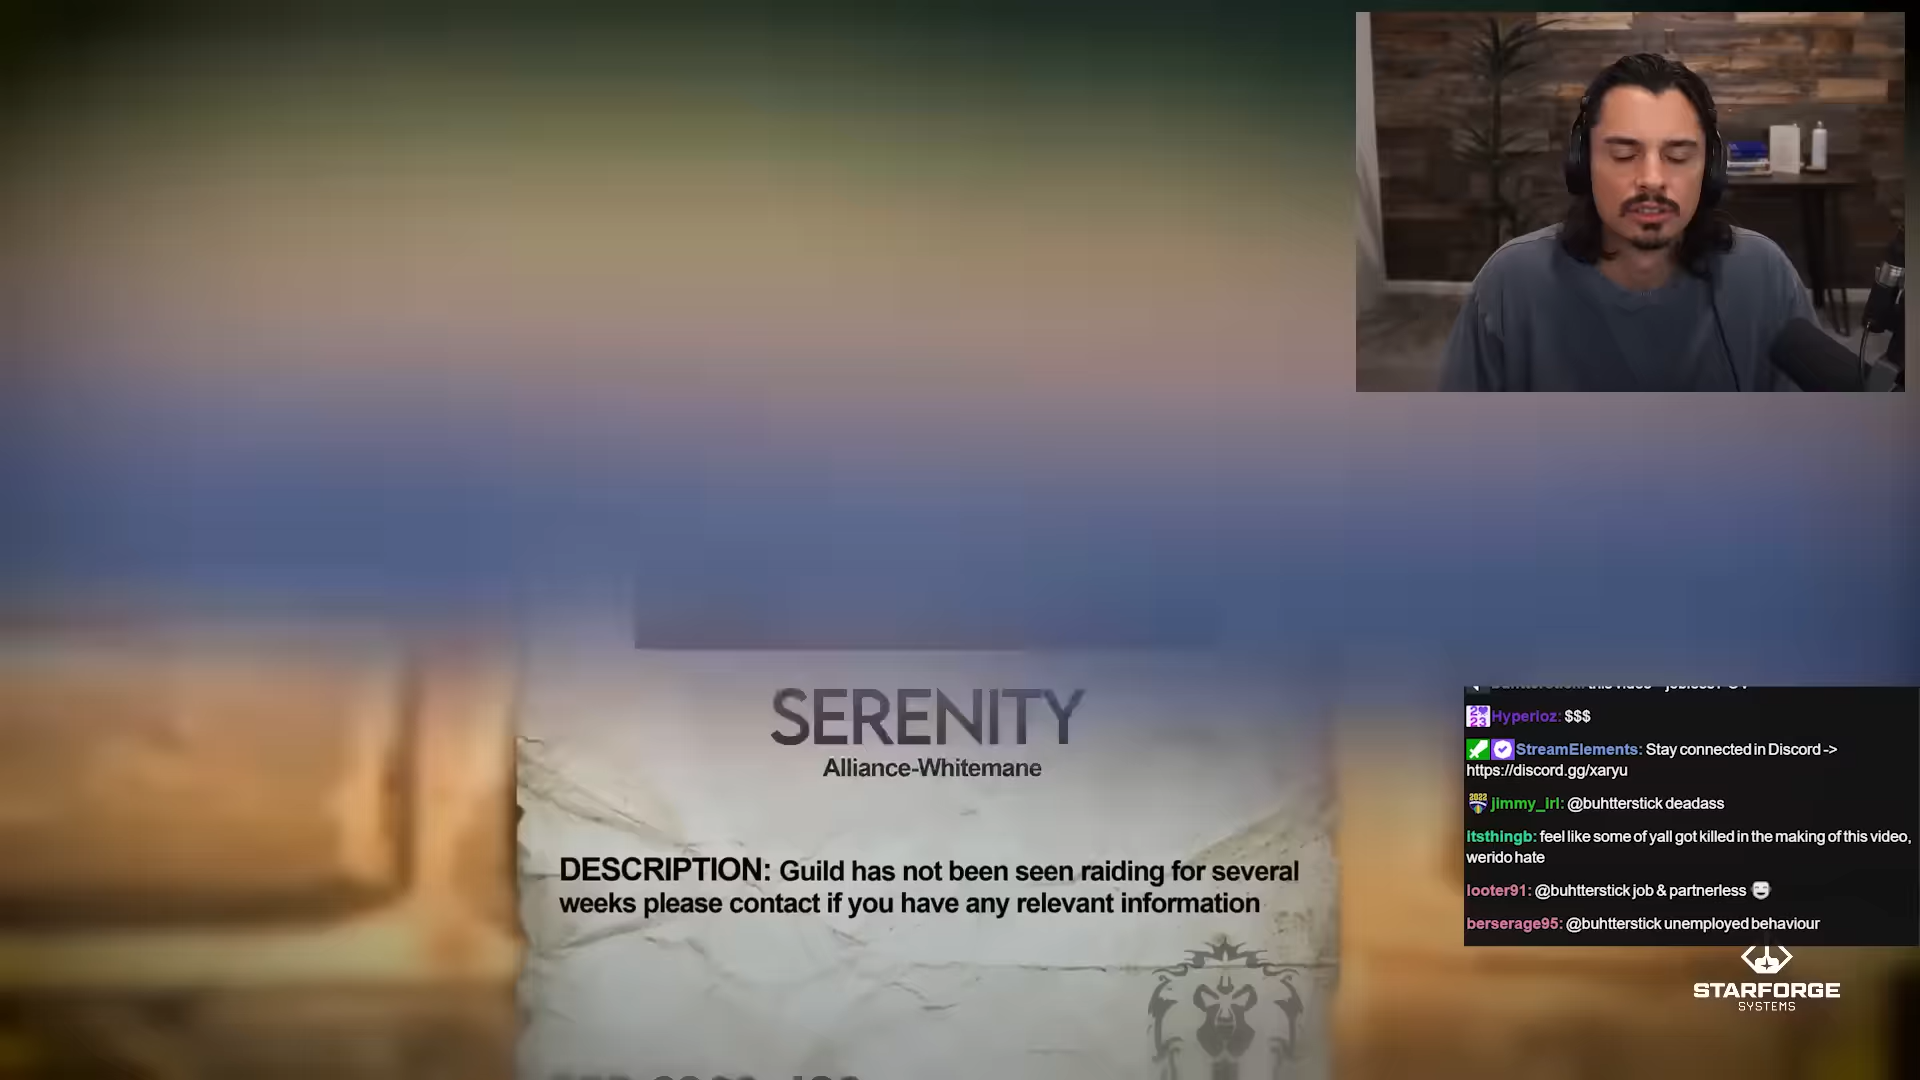 SERENITY
Alliance-Whitemane
DESCRIPTION: Guild has not been seen raiding for several
weeks please contact if you have any relevant information
Hyperioz: $$$
StreamElements: Stay connected in Discord ->
https://discord.gg/xaryu
2022
jimmy_irl: @buhtterstick deadass
itsthingb: feel like some of yall got killed in the making of this video,
werido hate
looter91: @buhtterstick job & partnerless
berserage95: @buhtterstick unemployed behaviour
STARFORGE
SYSTEMS